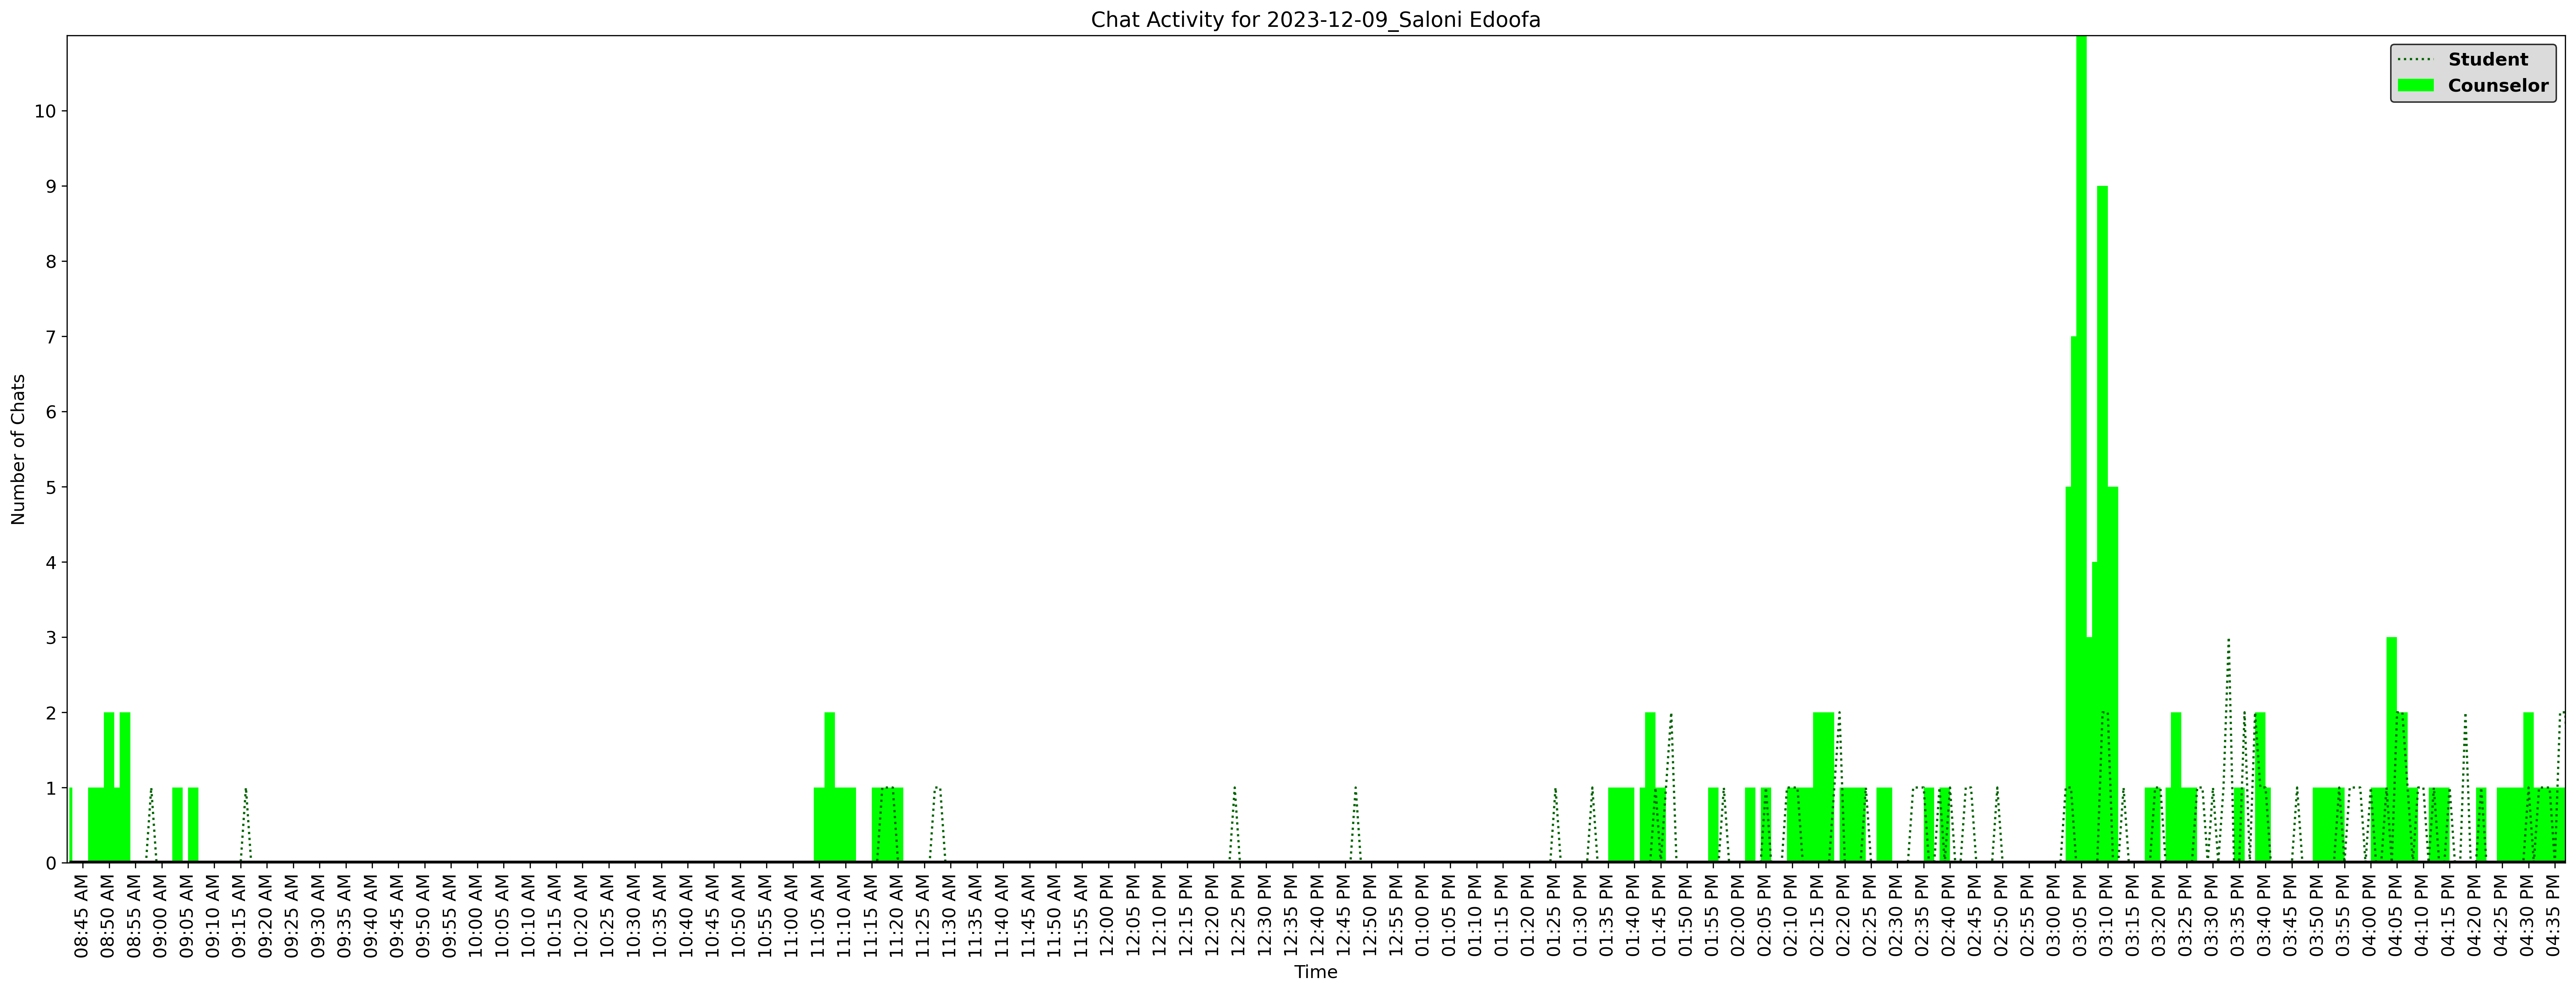 Chat Activity for 2023-12-09_Saloni Edoofa
Student
Counselor
Number of Chats
10
9
8
7
6
5
4
3
2
1
0
08:45 AM
08:50 AM
08:55 AM
09:00 AM
09:05 AM
09:10 AM
09:15 AM
09:20 AM
09:25 AM
09:30 AM
09:35 AM
09:40 AM
09:45 AM
09:50 AM
09:55 AM
10:00 AM
10:05 AM
10:10 AM
10:15 AM
10:20 AM
10:25 AM
10:30 AM
10:35 AM
10:40 AM
10:45 AM
10:50 AM
10:55 AM
11:00 AM
11:05 AM
11:10 AM
11:15 AM
11:20 AM
11:25 AM
11:30 AM
11:35 AM
11:40 AM
11:45 AM
11:50 AM
11:55 AM
12:00 PM
12:05 PM
12:10 PM
12:15 PM
12:20 PM
12:25 PM
12:30 PM
12:35 PM
12:40 PM
12:45 PM
12:50 PM
12:55 PM
01:00 PM
01:05 PM
01:10 PM
01:15 PM
01:20 PM
01:25 PM
01:30 PM
01:35 PM
01:40 PM
01:45 PM
01:50 PM
01:55 PM
02:00 PM
02:05 PM
02:10 PM
02:15 PM
02:20 PM
02:25 PM
02:30 PM
02:35 PM
02:40 PM
02:45 PM
02:50 PM
02:55 PM
03:00 PM
03:05 PM
03:10 PM
03:15 PM
03:20 PM
03:25 PM
03:30 PM
03:35 PM
03:40 PM
03:45 PM
03:50 PM
03:55 PM
04:00 PM
04:05 PM
04:10 PM
04:15 PM
04:20 PM
04:25 PM
04:30 PM
04:35 PM
Time